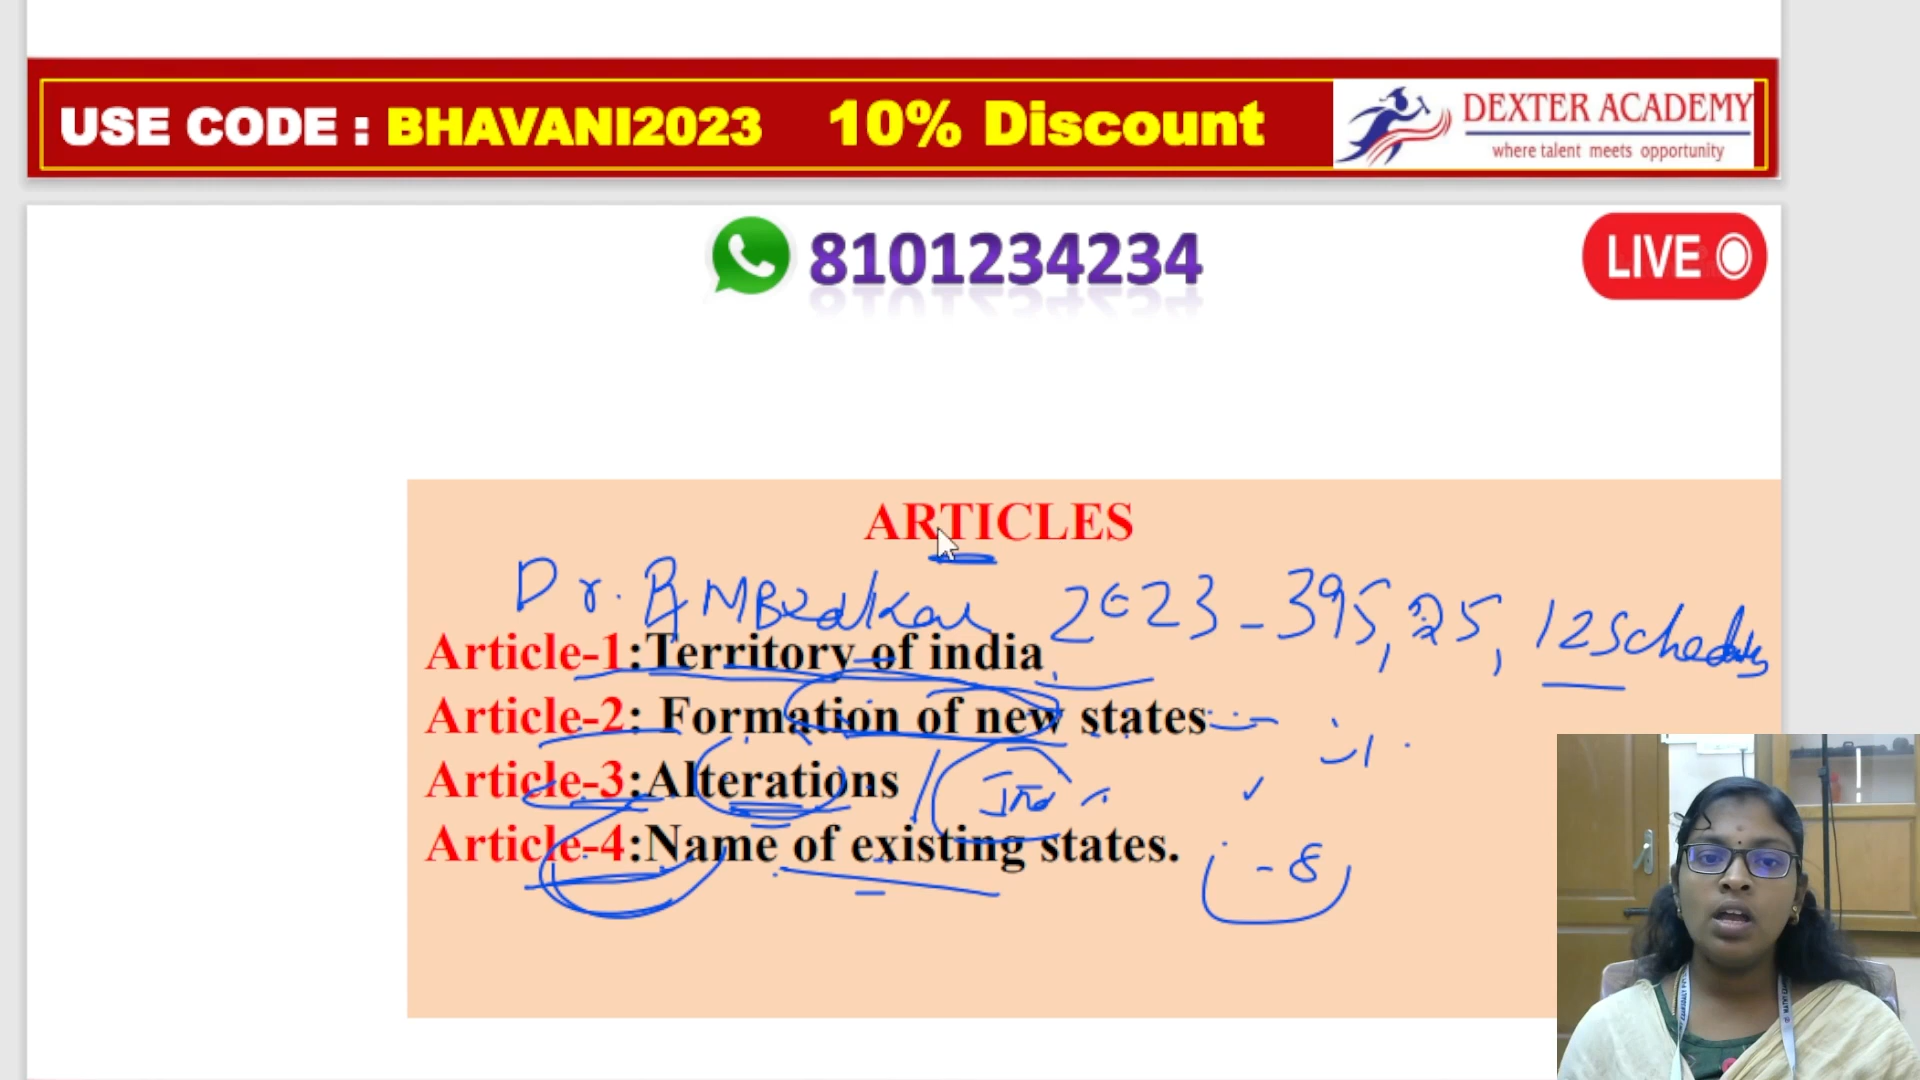 USE CODE : BHAVANI2023 10% Discount
DEXTER ACADEMY
where talent meets opportunity
8101234234
LIVE
ARTICLES
Dr. 2023 - 395, 25, 12 Schedules
Article-1:Territory of india
Article-2: Formation of new states
Article-3:Alterations
Article-4:Name of existing states.
- 8